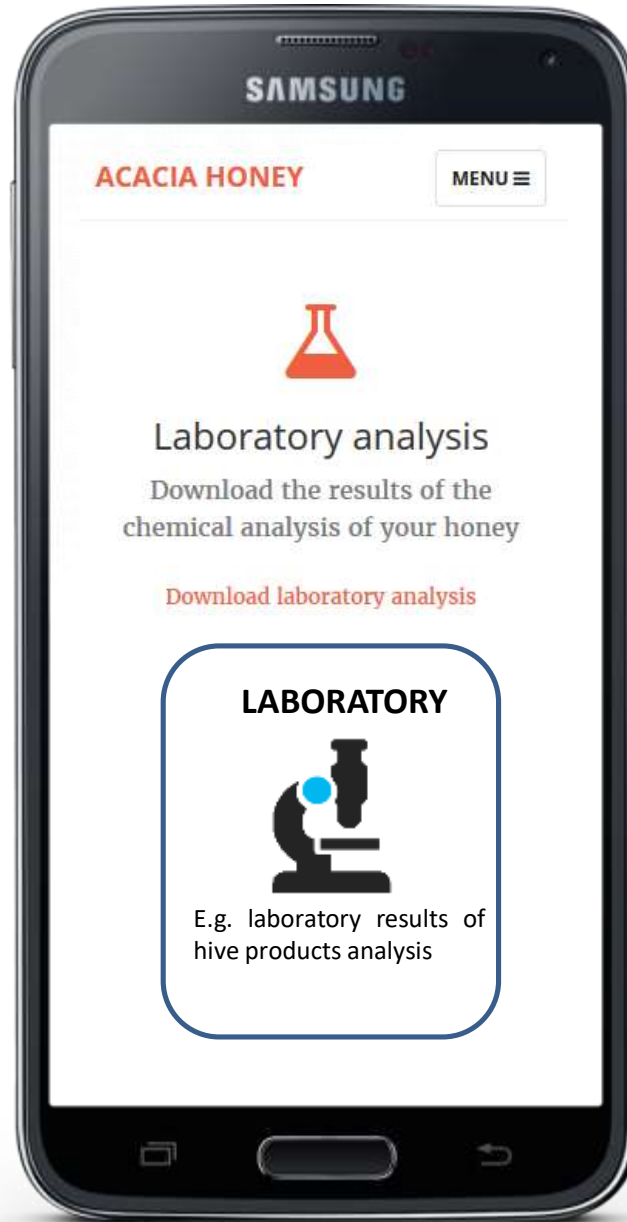 SAMSUNG
ACACIA HONEY
MENU
Laboratory analysis
Download the results of the
chemical analysis of your honey
Download laboratory analysis
LABORATORY
E.g. laboratory results of
hive products analysis